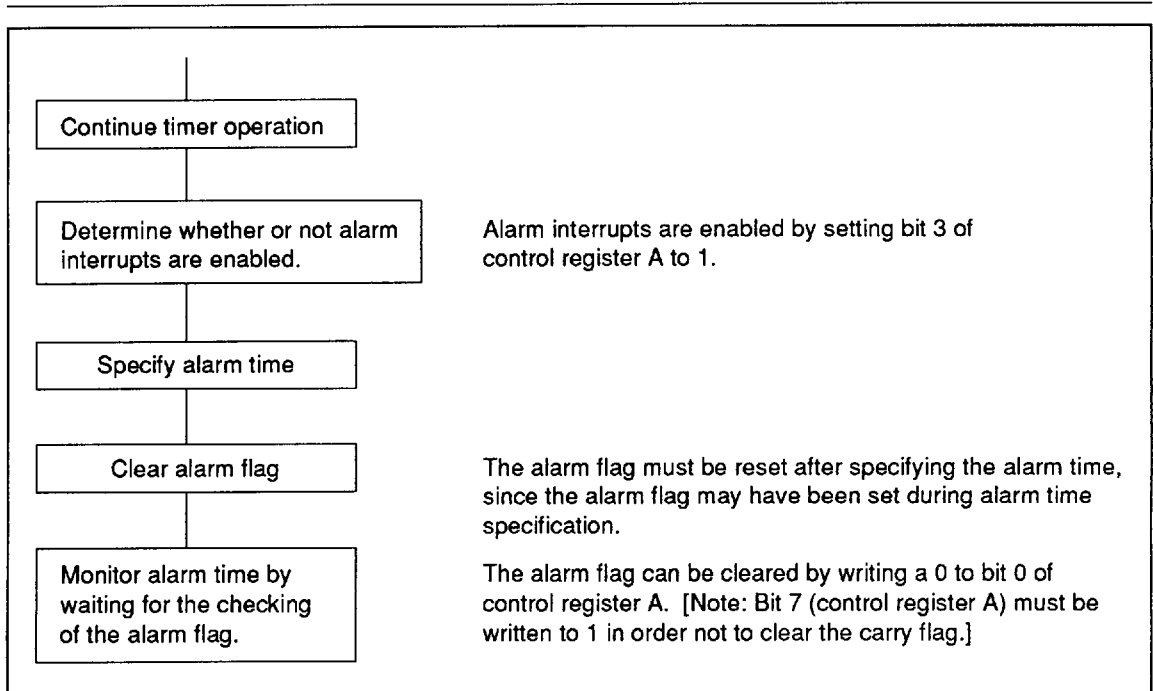 Continue timer operation
Determine whether or not alarm
interrupts are enabled.
Alarm interrupts are enabled by setting bit 3 of
control register A to 1.
Specify alarm time
Clear alarm flag
The alarm flag must be reset after specifying the alarm time,
since the alarm flag may have been set during alarm time
specification.
Monitor alarm time by
waiting for the checking
of the alarm flag.
The alarm flag can be cleared by writing a 0 to bit 0 of
control register A. [Note: Bit 7 (control register A) must be
written to 1 in order not to clear the carry flag.]